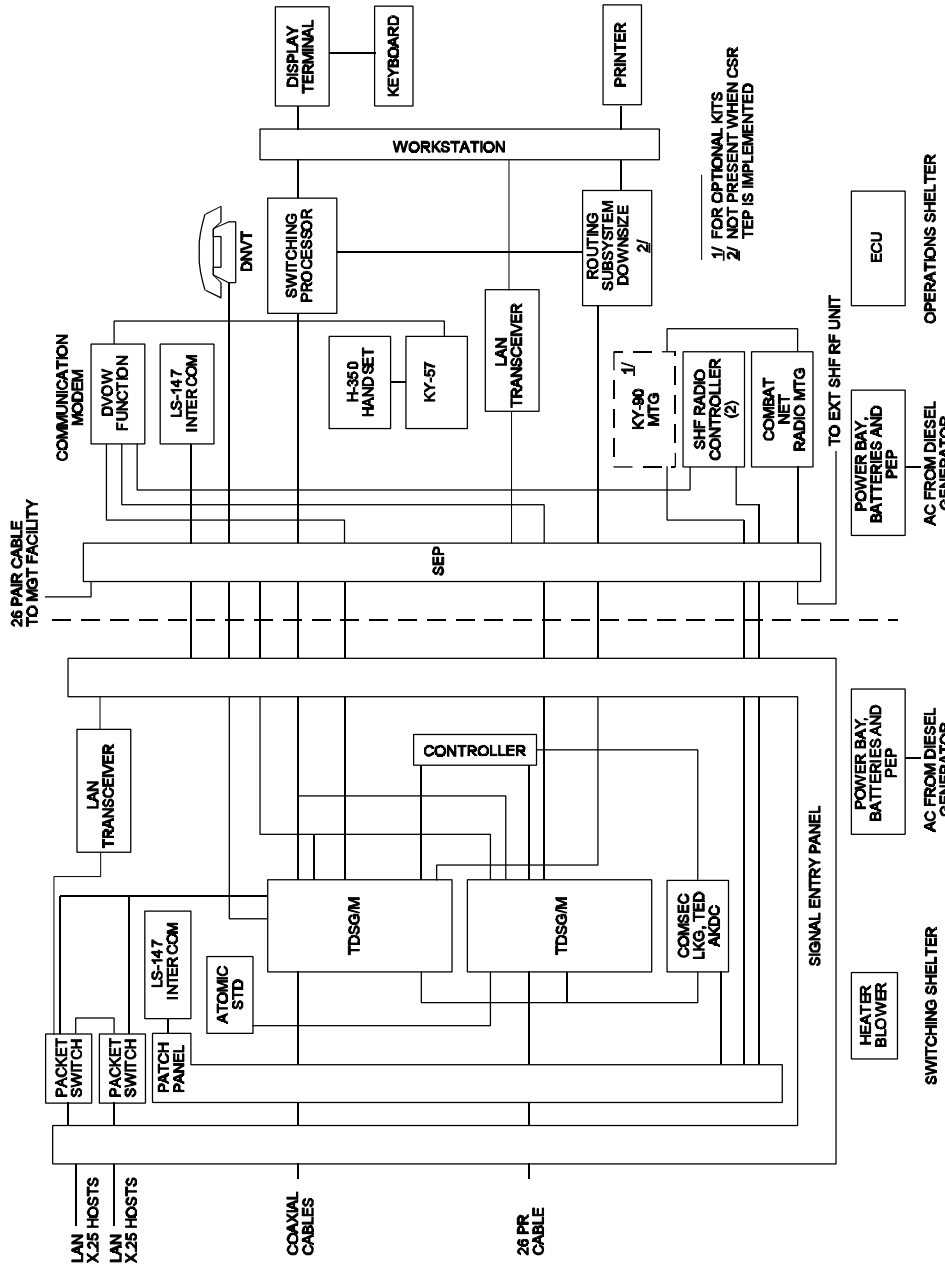 26 PAIR CABLE
TO MGT FACILITY
LAN
X.25 HOSTS
LAN
X.25 HOSTS
COAXIAL
CABLES
26 PR
CABLE
PACKET
SWITCH
PACKET
SWITCH
PATCH
PANEL
LS-147
INTERCOM
ATOMIC
STD
LAN
TRANSCEIVER
TDSG/M
TDSG/M
CONTROLLER
COMSEC
LKG, TED
AKDC
SIGNAL ENTRY PANEL
HEATER
BLOWER
POWER BAY,
BATTERIES AND
PEP
AC FROM DIESEL
GENERATOR
SWITCHING SHELTER
SEP
COMMUNICATION
MODEM
DVOW
FUNCTION
LS-147
INTERCOM
DNVT
H-350
HANDSET
KY-57
SWITCHING
PROCESSOR
LAN
TRANSCEIVER
ROUTING
SUBSYSTEM
DOWNSIZE
2/
WORKSTATION
DISPLAY
TERMINAL
KEYBOARD
PRINTER
1/
KY-90
MTG
SHF RADIO
CONTROLLER
(2)
COMBAT
NET
RADIO MTG
TO EXT SHF RF UNIT
1/ FOR OPTIONAL KITS
2/ NOT PRESENT WHEN CSR
TEP IS IMPLEMENTED
POWER BAY,
BATTERIES AND
PEP
AC FROM DIESEL
GENERATOR
ECU
OPERATIONS SHELTER